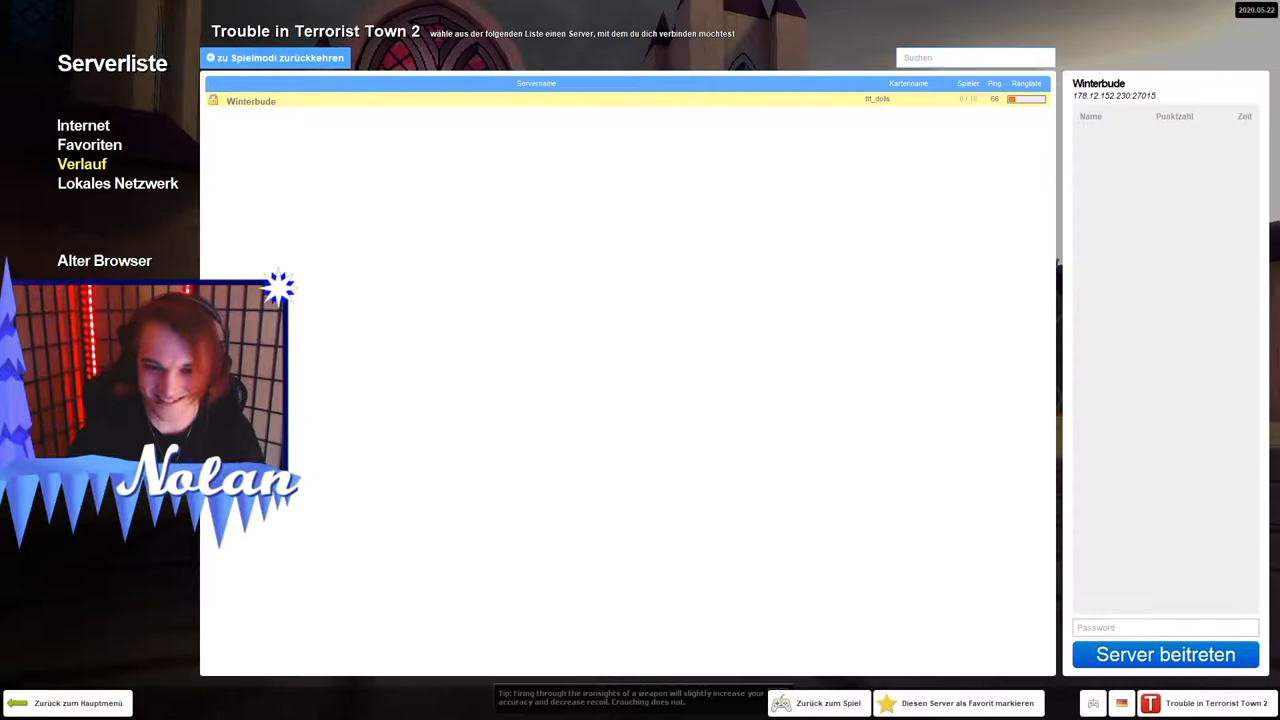 2020.05.22
Trouble in Terrorist Town 2 wähle aus der folgenden Liste einen Server, mit dem du dich verbinden möchtest
Serverliste
zu Spielmodi zurückkehren
Suchen
Servername Kartenname Spieler Ping Rangliste
Winterbude ttt_dolls 0 / 16 66
Internet
Favoriten
Verlauf
Lokales Netzwerk
Alter Browser
Nolan
Winterbude
178.12.152.230:27015
Name Punktzahl Zeit
Password
Server beitreten
Zurück zum Hauptmenü
Tip: Firing through the ironsights of a weapon will slightly increase your
accuracy and decrease recoil. Crouching does not.
Zurück zum Spiel
Diesen Server als Favorit markieren
T Trouble in Terrorist Town 2